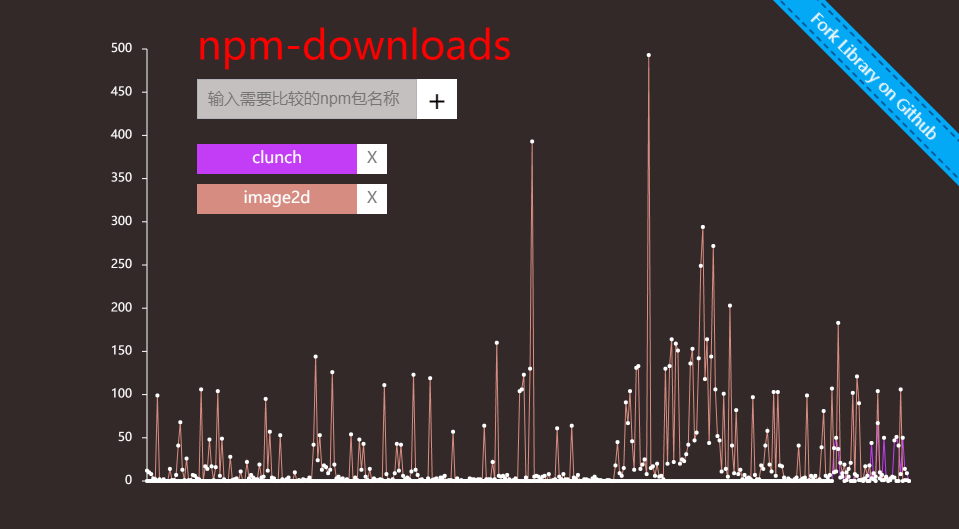 npm-downloads
Fork Library on Github
输入需要比较的npm包名称
+
clunch X
image2d X
500
450
400
350
300
250
200
150
100
50
0